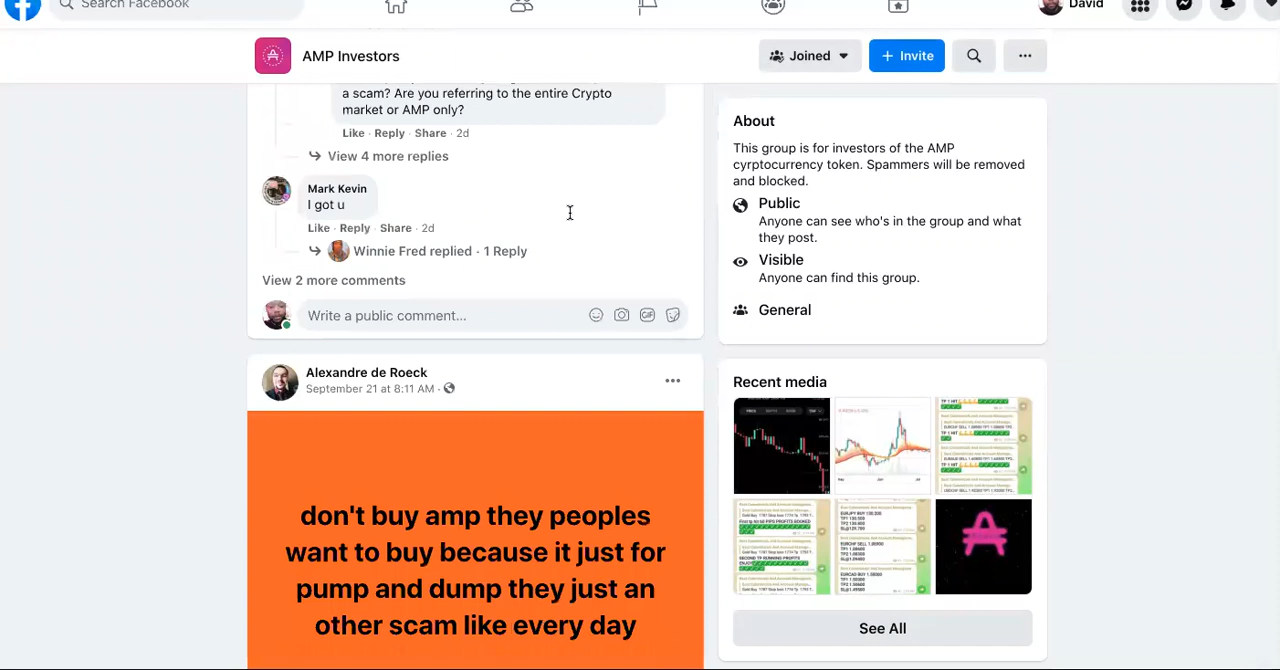 Search Facebook
David
AMP Investors
Joined
+ Invite
a scam? Are you referring to the entire Crypto
market or AMP only?
Like · Reply · Share · 2d
View 4 more replies
Mark Kevin
I got u
Like · Reply · Share · 2d
Winnie Fred replied · 1 Reply
View 2 more comments
Write a public comment...
GIF
Alexandre de Roeck
September 21 at 8:11 AM ·
don't buy amp they peoples
want to buy because it just for
pump and dump they just an
other scam like every day
About
This group is for investors of the AMP
cyrptocurrency token. Spammers will be removed
and blocked.
Public
Anyone can see who's in the group and what
they post.
Visible
Anyone can find this group.
General
Recent media
See All